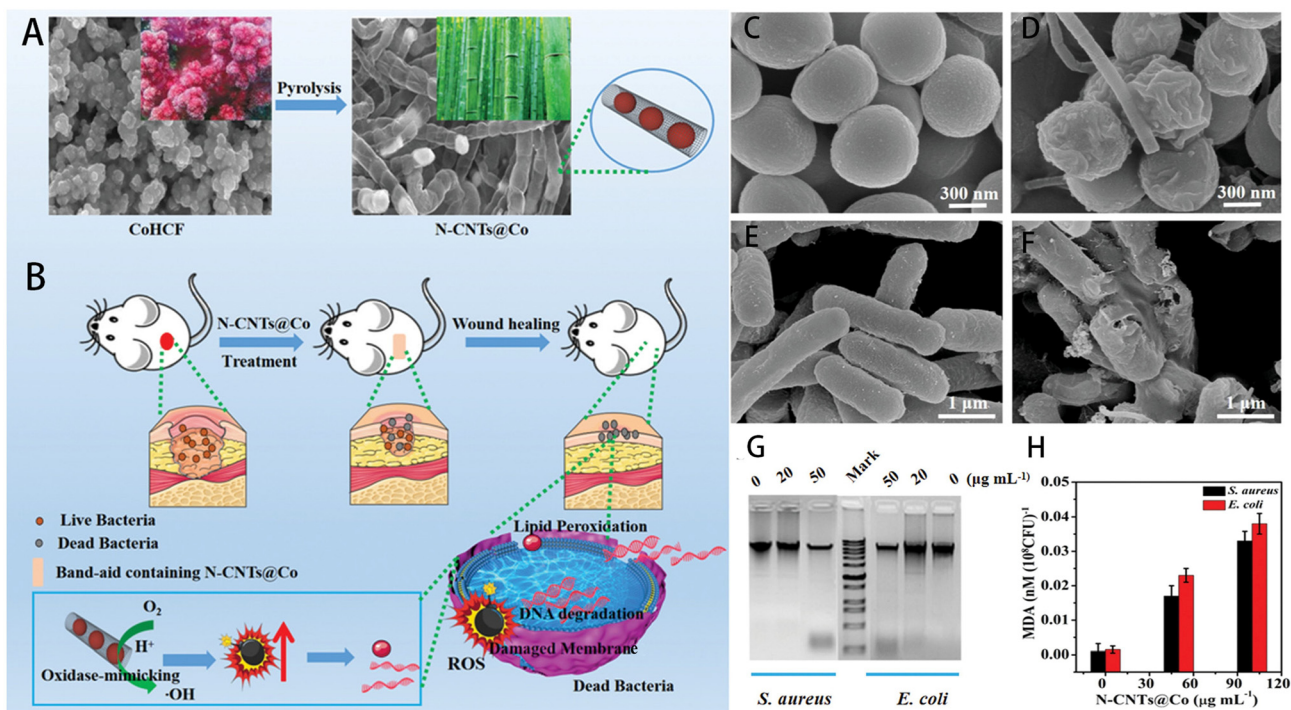 A
Pyrolysis
CoHCF
N-CNTs@Co
B
N-CNTs@Co
Treatment
Wound healing
Live Bacteria
Dead Bacteria
Band-aid containing N-CNTs@Co
O₂
H⁺
Oxidase-mimicking
·OH
Lipid Peroxidation
DNA degradation
Damaged Membrane
ROS
Dead Bacteria
C
300 nm
D
300 nm
E
1 μm
F
1 μm
G
0 20 50 Mark 50 20 0 (μg mL⁻¹)
S. aureus
E. coli
H
S. aureus
E. coli
MDA (nM (10⁸CFU)⁻¹
0.05
0.04
0.03
0.02
0.01
0.00
0 30 60 90 120
N-CNTs@Co (μg mL⁻¹)